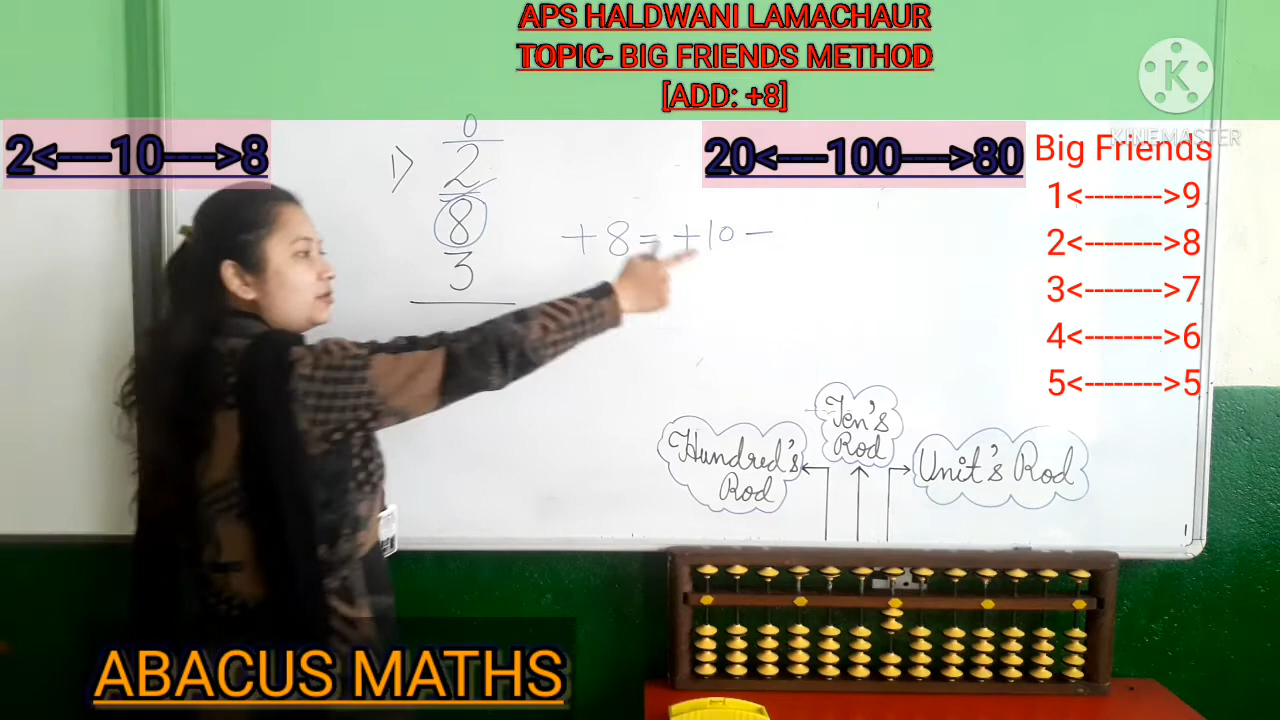 APS HALDWANI LAMACHAUR
TOPIC- BIG FRIENDS METHOD
[ADD: +8]
K
KINEMASTER
2<----10---->8
20<----100---->80
Big Friends
1<-------->9
2<-------->8
3<-------->7
4<-------->6
5<-------->5
0
1) 2
8
3
+8=+10-
Hundred's
Rod
Ten's
Rod
Unit's Rod
ABACUS MATHS